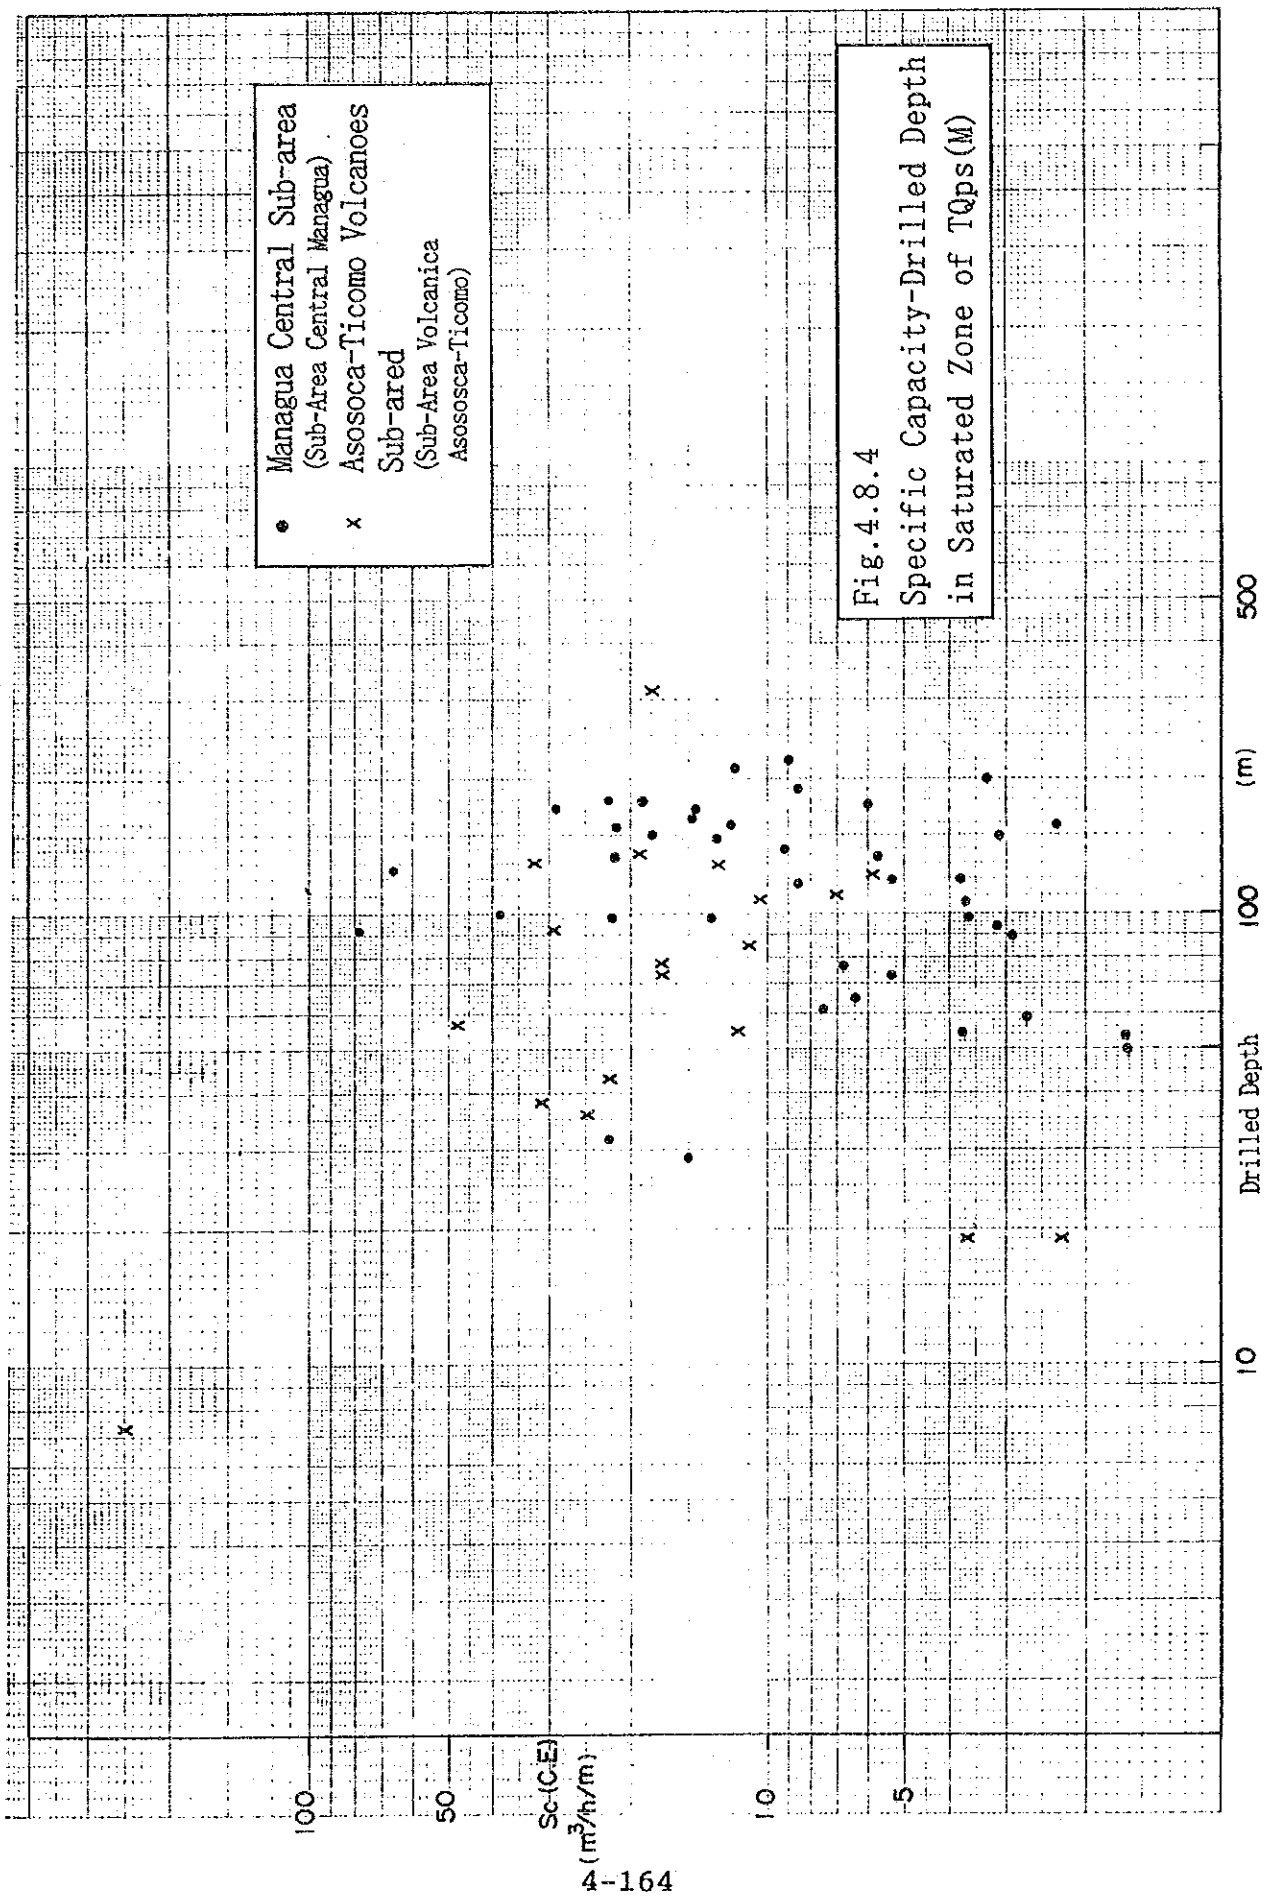 ● Managua Central Sub-area
(Sub-Area Central Managua)
x Asosoca-Ticomo Volcanoes
Sub-ared
(Sub-Area Volcanica
Asososca-Ticomo)
Fig.4.8.4
Specific Capacity-Drilled Depth
in Saturated Zone of TQps(M)
100
50
Sc(C.E)
(m³/h/m)
10
5
10
100
(m)
500
Drilled Depth
4-164